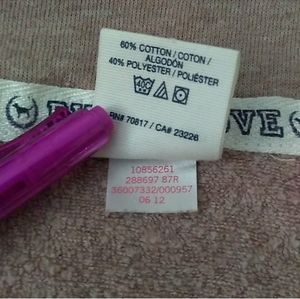 60% COTTON / COTON /
ALGODÓN
40% POLYESTER / POLIÉSTER
RN# 70817 / CA# 23226
10856261
288697 87R
36007332/000957
06 12